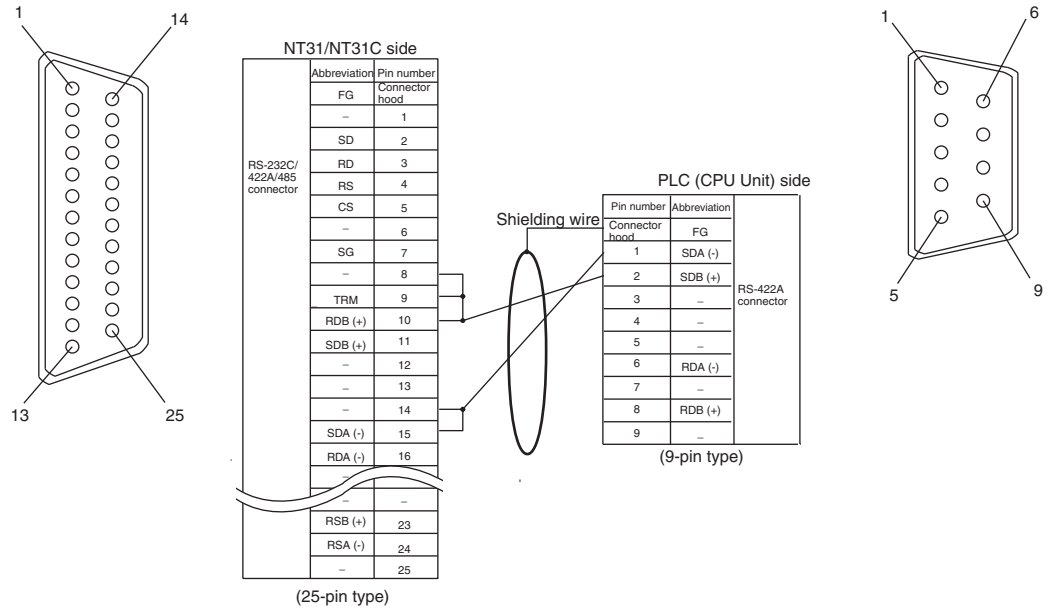 1
14
13
25
NT31/NT31C side
RS-232C/
422A/485
connector
Abbreviation Pin number
FG Connector hood
– 1
SD 2
RD 3
RS 4
CS 5
– 6
SG 7
– 8
TRM 9
RDB (+) 10
SDB (+) 11
– 12
– 13
– 14
SDA (-) 15
RDA (-) 16
–
– –
RSB (+) 23
RSA (-) 24
– 25
(25-pin type)
Shielding wire
PLC (CPU Unit) side
Pin number Abbreviation
Connector hood FG
1 SDA (-)
2 SDB (+)
3 –
4 –
5 –
6 RDA (-)
7 –
8 RDB (+)
9 –
RS-422A
connector
(9-pin type)
1
6
5
9